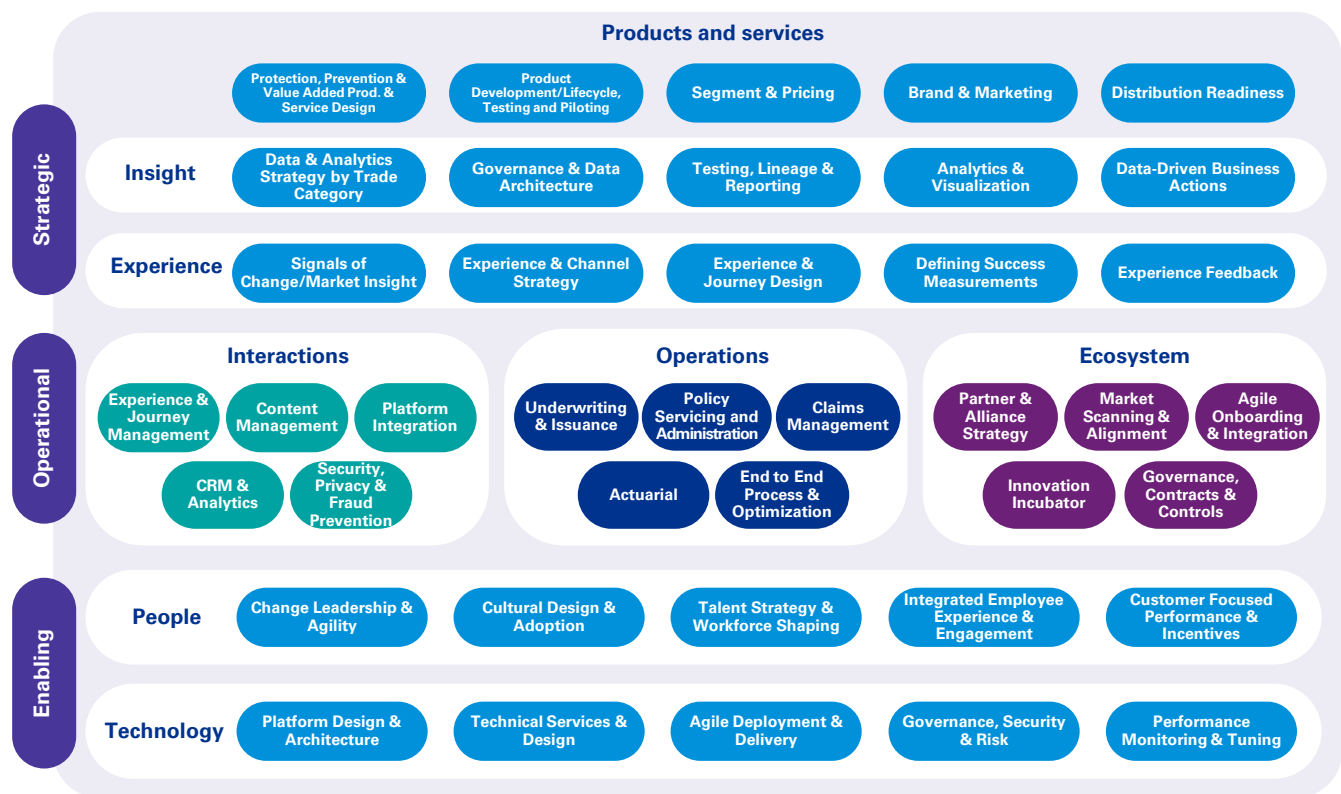 Products and services
Protection, Prevention &
Value Added Prod. &
Service Design
Product
Development/Lifecycle,
Testing and Piloting
Segment & Pricing
Brand & Marketing
Distribution Readiness
Strategic
Insight
Data & Analytics
Strategy by Trade
Category
Governance & Data
Architecture
Testing, Lineage &
Reporting
Analytics &
Visualization
Data-Driven Business
Actions
Experience
Signals of
Change/Market Insight
Experience & Channel
Strategy
Experience &
Journey Design
Defining Success
Measurements
Experience Feedback
Operational
Interactions
Experience &
Journey
Management
Content
Management
Platform
Integration
CRM &
Analytics
Security,
Privacy &
Fraud
Prevention
Operations
Underwriting
& Issuance
Policy
Servicing and
Administration
Claims
Management
Actuarial
End to End
Process &
Optimization
Ecosystem
Partner &
Alliance
Strategy
Market
Scanning &
Alignment
Agile
Onboarding
& Integration
Innovation
Incubator
Governance,
Contracts &
Controls
Enabling
People
Change Leadership &
Agility
Cultural Design &
Adoption
Talent Strategy &
Workforce Shaping
Integrated Employee
Experience &
Engagement
Customer Focused
Performance &
Incentives
Technology
Platform Design &
Architecture
Technical Services &
Design
Agile Deployment &
Delivery
Governance, Security
& Risk
Performance
Monitoring & Tuning